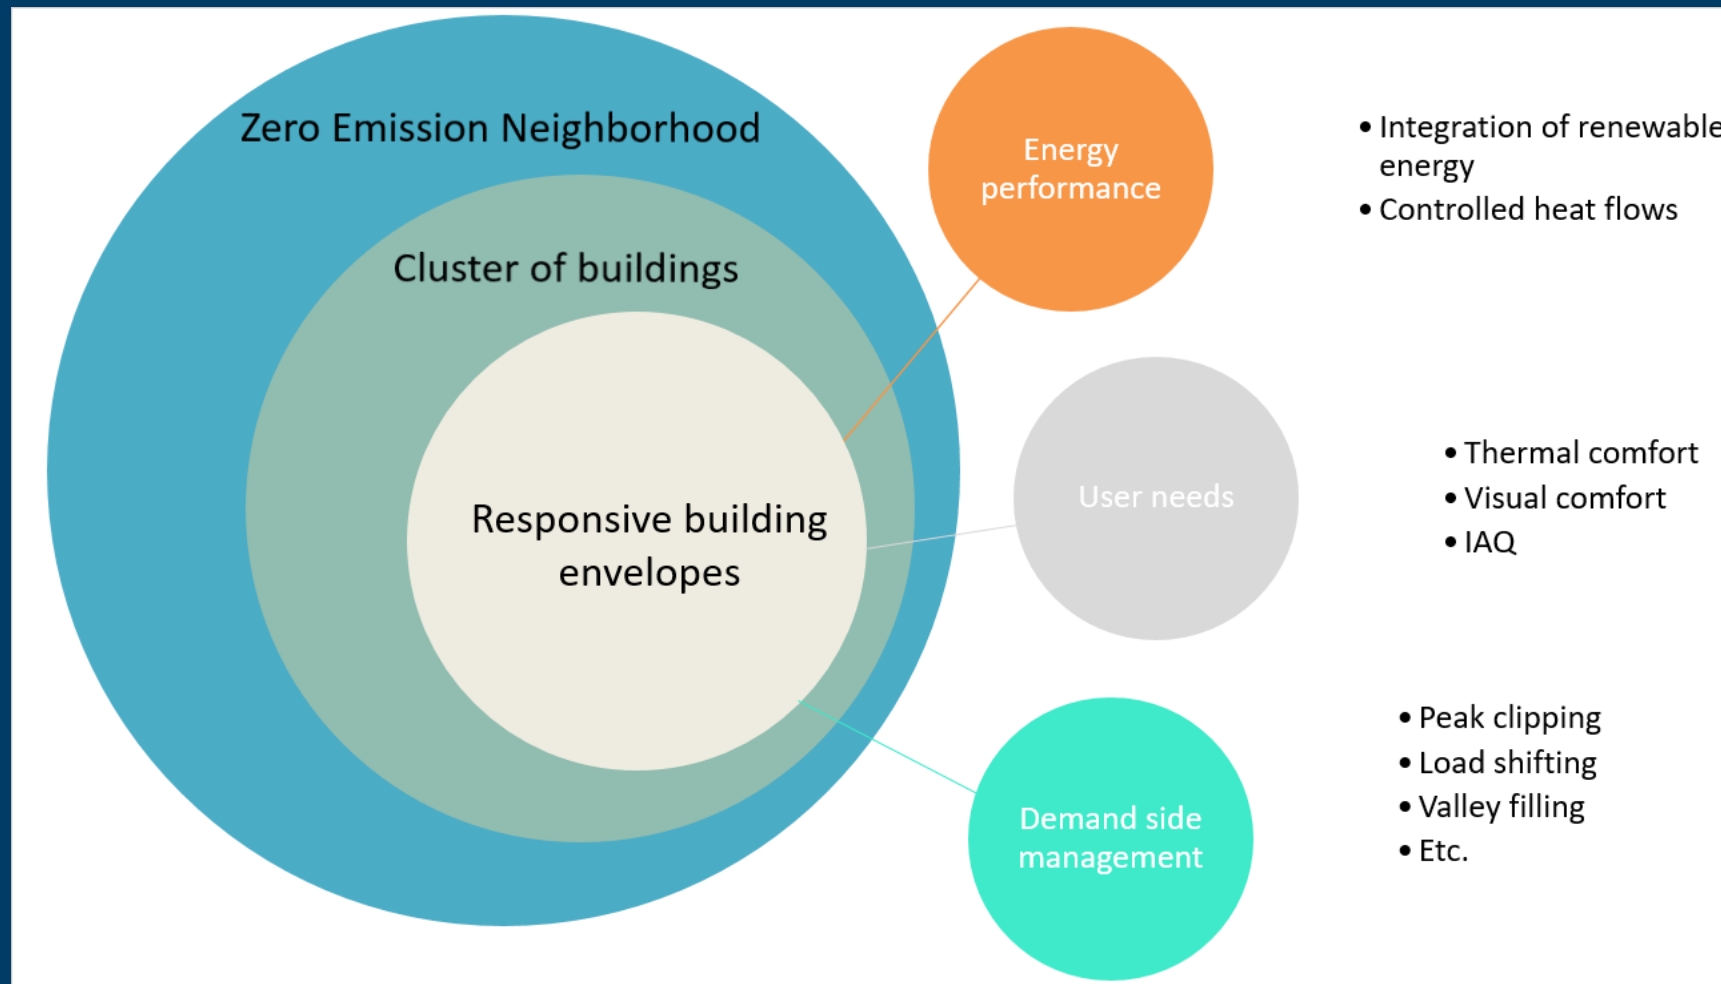 Zero Emission Neighborhood
Cluster of buildings
Responsive building
envelopes
Energy
performance
• Integration of renewable
energy
• Controlled heat flows
User needs
• Thermal comfort
• Visual comfort
• IAQ
Demand side
management
• Peak clipping
• Load shifting
• Valley filling
• Etc.